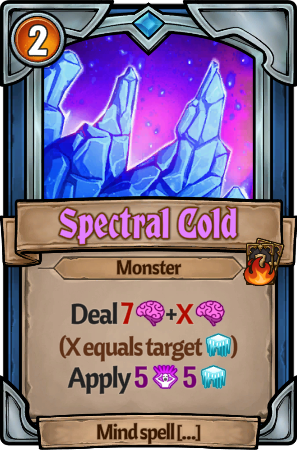 2
Spectral Cold
Monster
Deal 7 +X
(X equals target )
Apply 5 5
Mind spell [...]